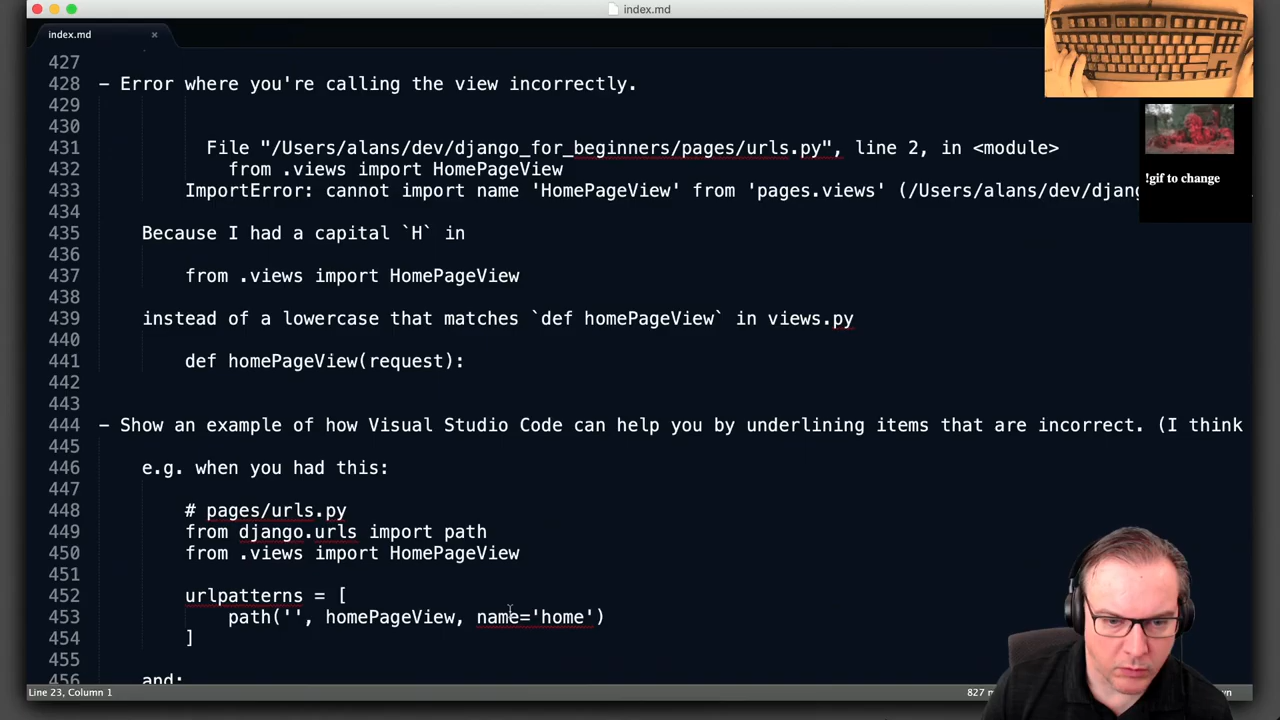 index.md
index.md ×
427
428 - Error where you're calling the view incorrectly.
429
430
431 File "/Users/alans/dev/django_for_beginners/pages/urls.py", line 2, in <module>
432 from .views import HomePageView
433 ImportError: cannot import name 'HomePageView' from 'pages.views' (/Users/alans/dev/djang
434
435 Because I had a capital `H` in
436
437 from .views import HomePageView
438
439 instead of a lowercase that matches `def homePageView` in views.py
440
441 def homePageView(request):
442
443
444 - Show an example of how Visual Studio Code can help you by underlining items that are incorrect. (I think
445
446 e.g. when you had this:
447
448 # pages/urls.py
449 from django.urls import path
450 from .views import HomePageView
451
452 urlpatterns = [
453 path('', homePageView, name='home')
454 ]
455
456 and:
!gif to change
Line 23, Column 1
827